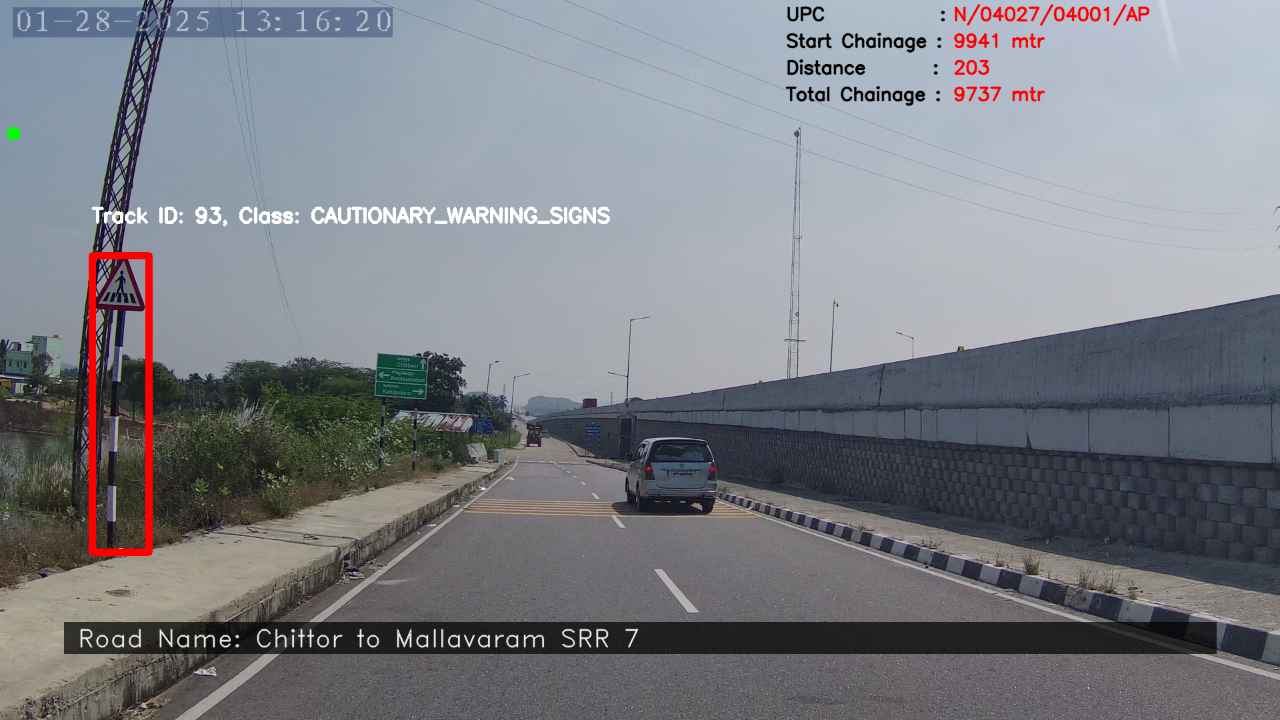 01-28-2025 13:16:20
UPC : N/04027/04001/AP
Start Chainage : 9941 mtr
Distance : 203
Total Chainage : 9737 mtr
Track ID: 93, Class: CAUTIONARY_WARNING_SIGNS
Road Name: Chittor to Mallavaram SRR 7